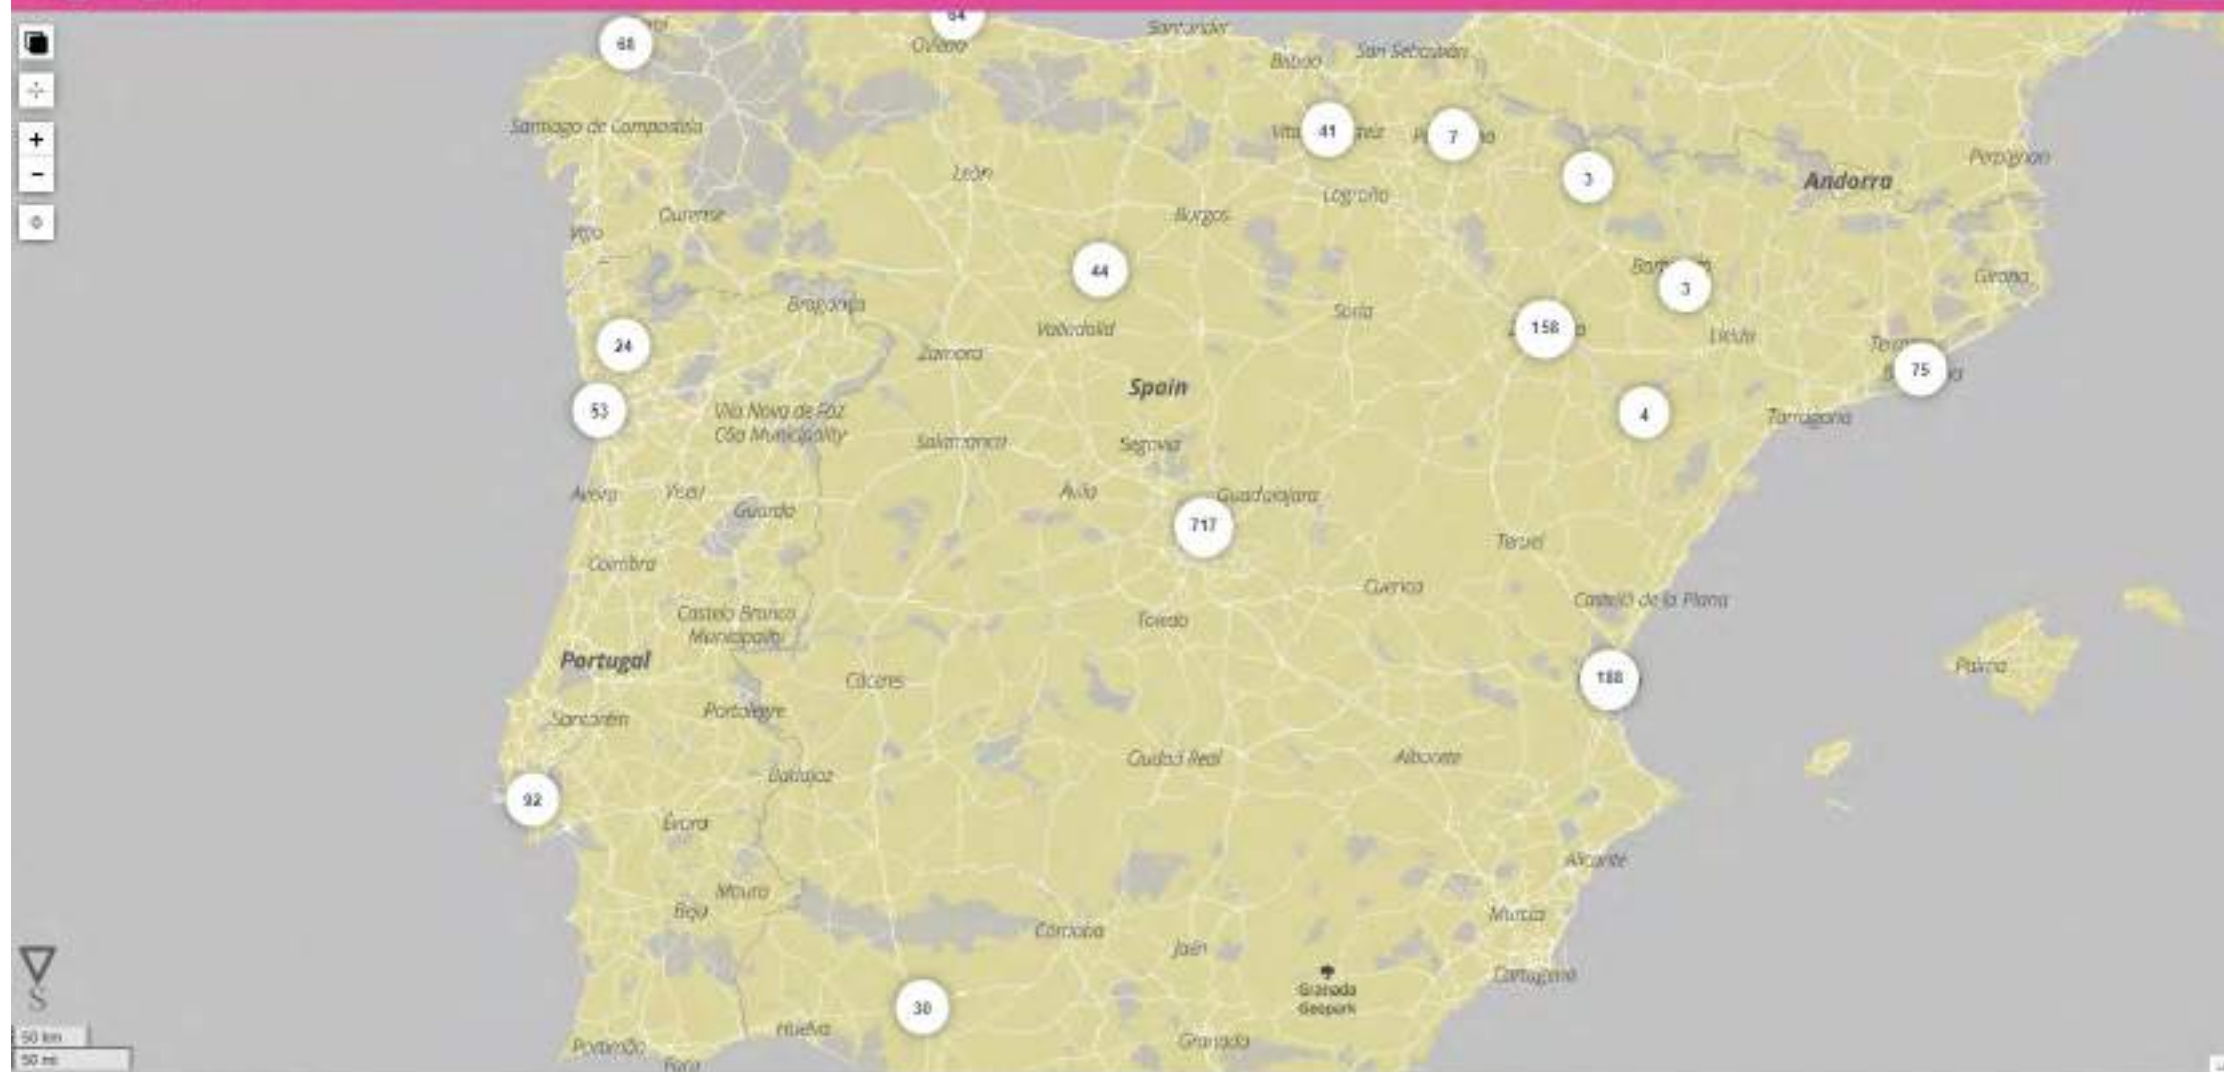 64
68
Oviedo
Santander
Bilbao
San Sebastián
Santiago de Compostela
41
7
Perpignan
León
3
Andorra
Logroño
Ourense
Burgos
Vigo
44
Girona
3
Bragança
Soria
Valladolid
158
Lleida
24
Zamora
75
Spain
53
Vila Nova de Foz
Côa Municipality
4
Tarragona
Salamanca
Segovia
Viseu
Ávila
Guadalajara
Guarda
717
Teruel
Coimbra
Cuenca
Castelló de la Plana
Castelo Branco
Municipality
Toledo
Portugal
Palma
Cáceres
188
Portalegre
Santarém
Ciudad Real
Albacete
Badajoz
92
Évora
Alicante
Moura
Beja
Murcia
Córdoba
Jaén
Cartagena
Granada
Geopark
S
30
Huelva
50 km
Granada
Portimão
50 mi
Faro